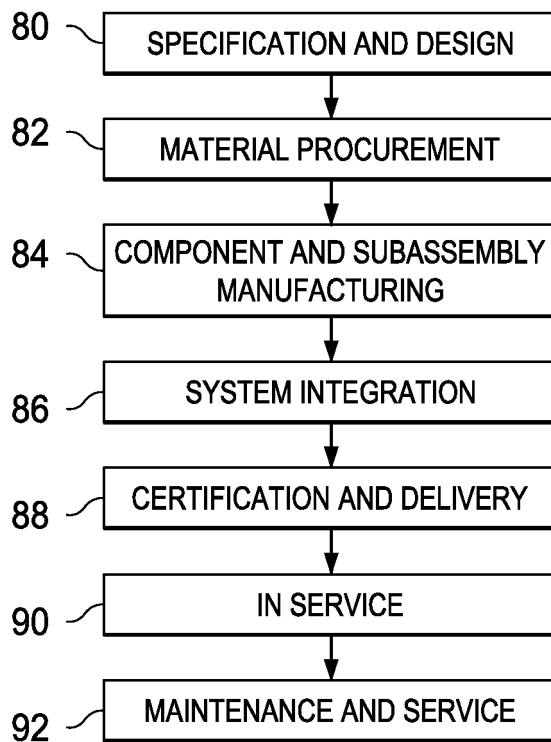 80
SPECIFICATION AND DESIGN
82
MATERIAL PROCUREMENT
84
COMPONENT AND SUBASSEMBLY
MANUFACTURING
86
SYSTEM INTEGRATION
88
CERTIFICATION AND DELIVERY
90
IN SERVICE
92
MAINTENANCE AND SERVICE